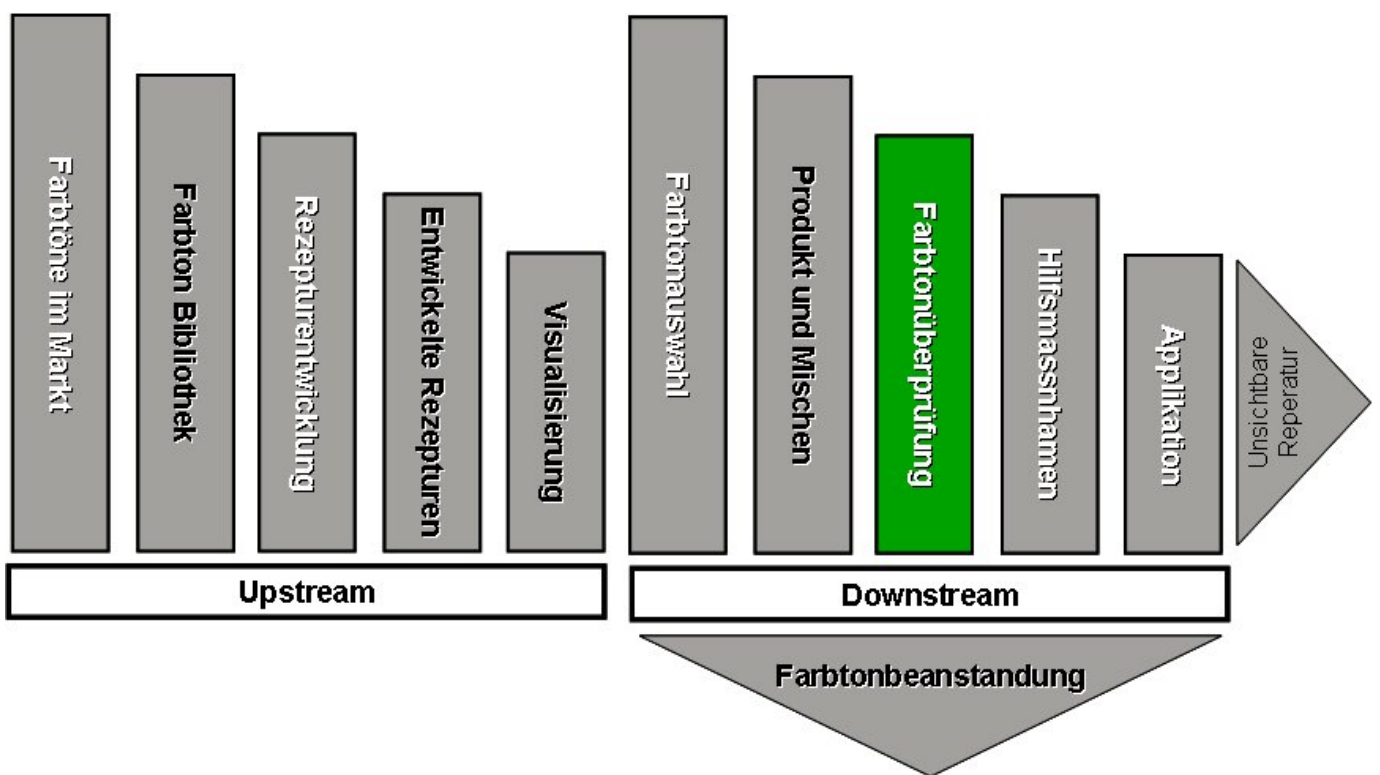 Farbtöne im Markt
Farbton Bibliothek
Rezepturentwicklung
Entwickelte Rezepturen
Visualisierung
Farbtonauswahl
Produkt und Mischen
Farbtonüberprüfung
Hilfsmassnhamen
Applikation
Unsichtbare
Reperatur
Upstream
Downstream
Farbtonbeanstandung